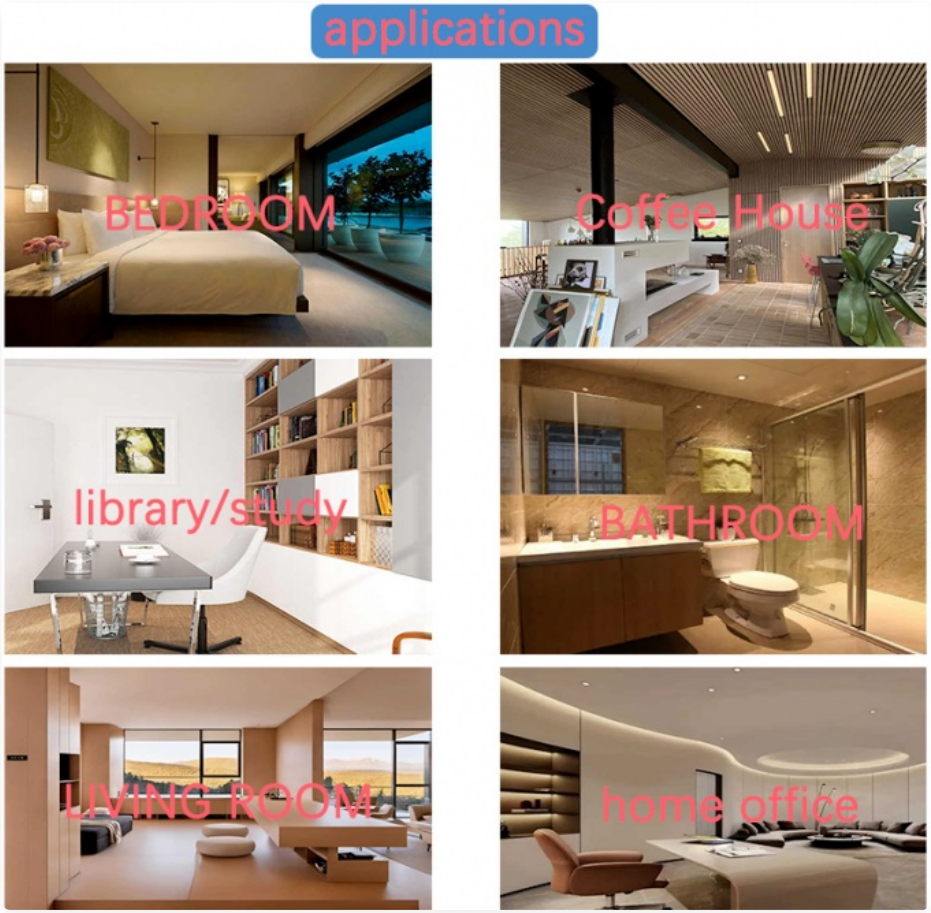 applications
BEDROOM
Coffee House
library/study
BATHROOM
LIVING ROOM
home office